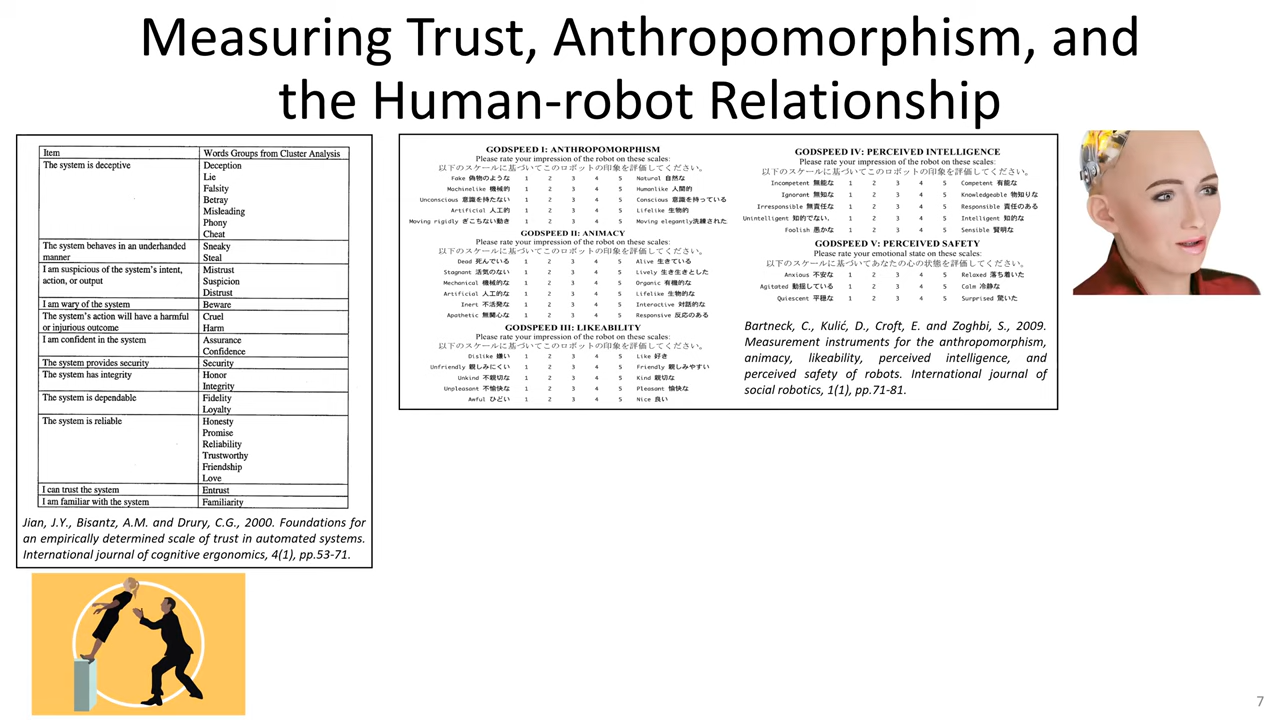 Measuring Trust, Anthropomorphism, and
the Human-robot Relationship
Item Words Groups from Cluster Analysis
The system is deceptive Deception
Lie
Falsity
Betray
Misleading
Phony
Cheat
The system behaves in an underhanded Sneaky
manner Steal
I am suspicious of the system's intent, Mistrust
action, or output Suspicion
Distrust
I am wary of the system Beware
The system's action will have a harmful Cruel
or injurious outcome Harm
I am confident in the system Assurance
Confidence
The system provides security Security
The system has integrity Honor
Integrity
The system is dependable Fidelity
Loyalty
The system is reliable Honesty
Promise
Reliability
Trustworthy
Friendship
Love
I can trust the system Entrust
I am familiar with the system Familiarity
Jian, J.Y., Bisantz, A.M. and Drury, C.G., 2000. Foundations for
an empirically determined scale of trust in automated systems.
International journal of cognitive ergonomics, 4(1), pp.53-71.
GODSPEED I: ANTHROPOMORPHISM
Please rate your impression of the robot on these scales:
以下のスケールに基づいてこのロボットの印象を評価してください。
Fake 偽物のような 1 2 3 4 5 Natural 自然な
Machinelike 機械的 1 2 3 4 5 Humanlike 人間的
Unconscious 意識を持たない 1 2 3 4 5 Conscious 意識を持っている
Artificial 人工的 1 2 3 4 5 Lifelike 生物的
Moving rigidly ぎこちない動き 1 2 3 4 5 Moving elegantly洗練された
GODSPEED II: ANIMACY
Please rate your impression of the robot on these scales:
以下のスケールに基づいてこのロボットの印象を評価してください。
Dead 死んでいる 1 2 3 4 5 Alive 生きている
Stagnant 活気のない 1 2 3 4 5 Lively 生き生きとした
Mechanical 機械的な 1 2 3 4 5 Organic 有機的な
Artificial 人工的な 1 2 3 4 5 Lifelike 生物的な
Inert 不活発な 1 2 3 4 5 Interactive 対話的な
Apathetic 無関心な 1 2 3 4 5 Responsive 反応のある
GODSPEED III: LIKEABILITY
Please rate your impression of the robot on these scales:
以下のスケールに基づいてこのロボットの印象を評価してください。
Dislike 嫌い 1 2 3 4 5 Like 好き
Unfriendly 親しみにくい 1 2 3 4 5 Friendly 親しみやすい
Unkind 不親切な 1 2 3 4 5 Kind 親切な
Unpleasant 不愉快な 1 2 3 4 5 Pleasant 愉快な
Awful ひどい 1 2 3 4 5 Nice 良い
GODSPEED IV: PERCEIVED INTELLIGENCE
Please rate your impression of the robot on these scales:
以下のスケールに基づいてこのロボットの印象を評価してください。
Incompetent 無能な 1 2 3 4 5 Competent 有能な
Ignorant 無知な 1 2 3 4 5 Knowledgeable 物知りな
Irresponsible 無責任な 1 2 3 4 5 Responsible 責任のある
Unintelligent 知的でない. 1 2 3 4 5 Intelligent 知的な
Foolish 愚かな 1 2 3 4 5 Sensible 賢明な
GODSPEED V: PERCEIVED SAFETY
Please rate your emotional state on these scales:
以下のスケールに基づいてあなたの心の状態を評価してください。
Anxious 不安な 1 2 3 4 5 Relaxed 落ち着いた
Agitated 動揺している 1 2 3 4 5 Calm 冷静な
Quiescent 平穏な 1 2 3 4 5 Surprised 驚いた
Bartneck, C., Kulić, D., Croft, E. and Zoghbi, S., 2009.
Measurement instruments for the anthropomorphism,
animacy, likeability, perceived intelligence, and
perceived safety of robots. International journal of
social robotics, 1(1), pp.71-81.
7